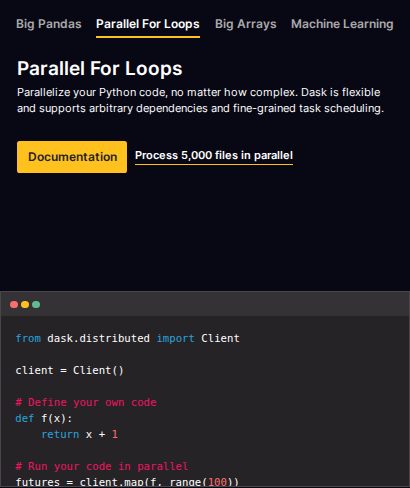 Big Pandas Parallel For Loops Big Arrays Machine Learning
Parallel For Loops
Parallelize your Python code, no matter how complex. Dask is flexible
and supports arbitrary dependencies and fine-grained task scheduling.
Documentation Process 5,000 files in parallel
from dask.distributed import Client
client = Client()
# Define your own code
def f(x):
    return x + 1
# Run your code in parallel
futures = client.map(f, range(100))